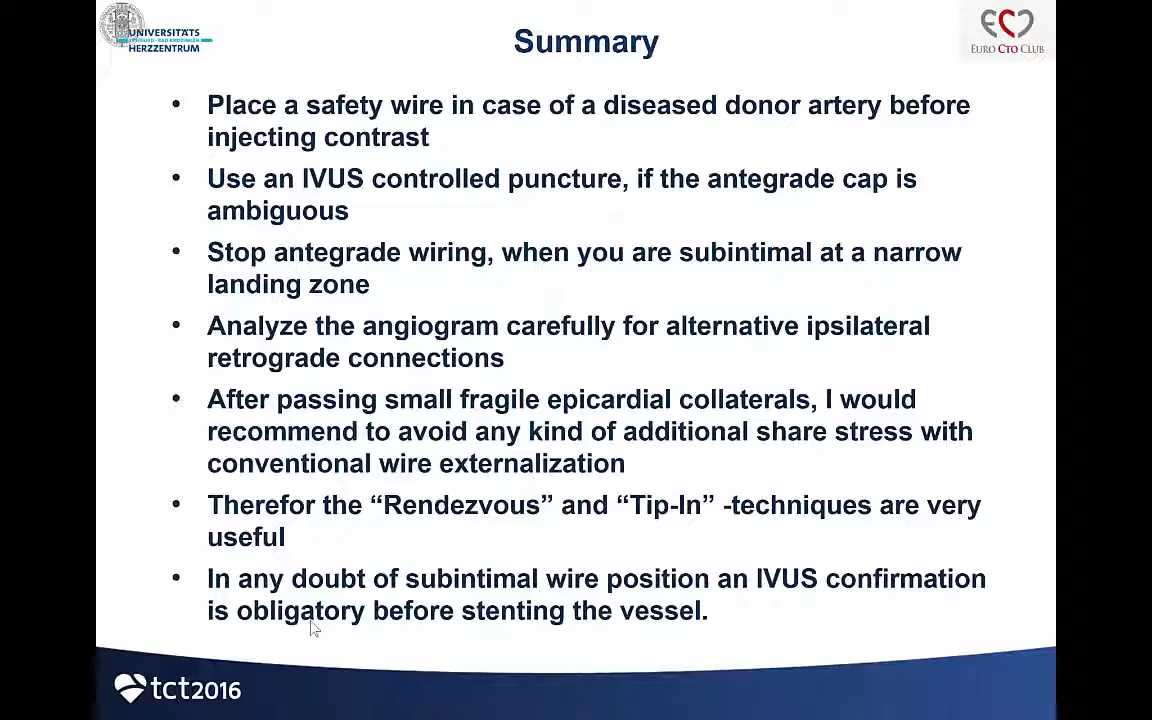 UNIVERSITÄTS
HERZZENTRUM
Summary
EURO CTO CLUB
• Place a safety wire in case of a diseased donor artery before
injecting contrast
• Use an IVUS controlled puncture, if the antegrade cap is
ambiguous
• Stop antegrade wiring, when you are subintimal at a narrow
landing zone
• Analyze the angiogram carefully for alternative ipsilateral
retrograde connections
• After passing small fragile epicardial collaterals, I would
recommend to avoid any kind of additional share stress with
conventional wire externalization
• Therefor the “Rendezvous” and “Tip-In” -techniques are very
useful
• In any doubt of subintimal wire position an IVUS confirmation
is obligatory before stenting the vessel.
tct2016